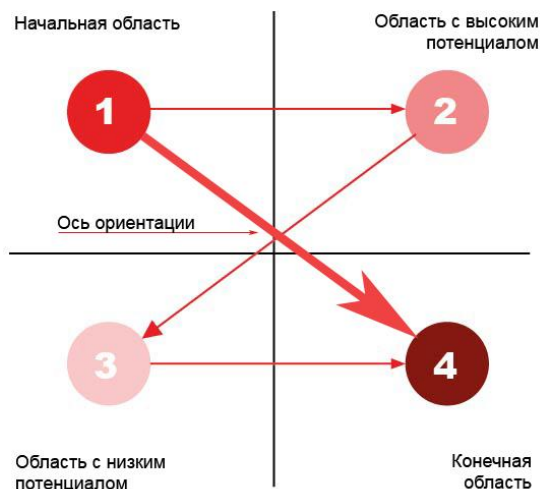 Начальная область
Область с высоким
потенциалом
1
2
Ось ориентации
3
4
Область с низким
потенциалом
Конечная
область